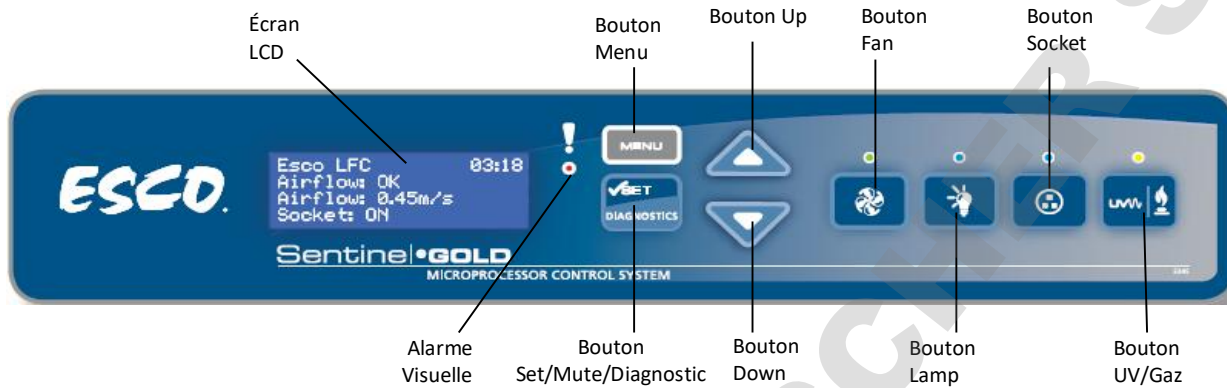 Écran
LCD
Bouton
Menu
Bouton Up
Bouton
Fan
Bouton
Socket
ESCO.
Esco LFC 03:18
Airflow: OK
Airflow: 0.45m/s
Socket: ON
!
MENU
SET
DIAGNOSTICS
Sentinel•GOLD
MICROPROCESSOR CONTROL SYSTEM
Alarme
Visuelle
Bouton
Set/Mute/Diagnostic
Bouton
Down
Bouton
Lamp
Bouton
UV/Gaz
CHER